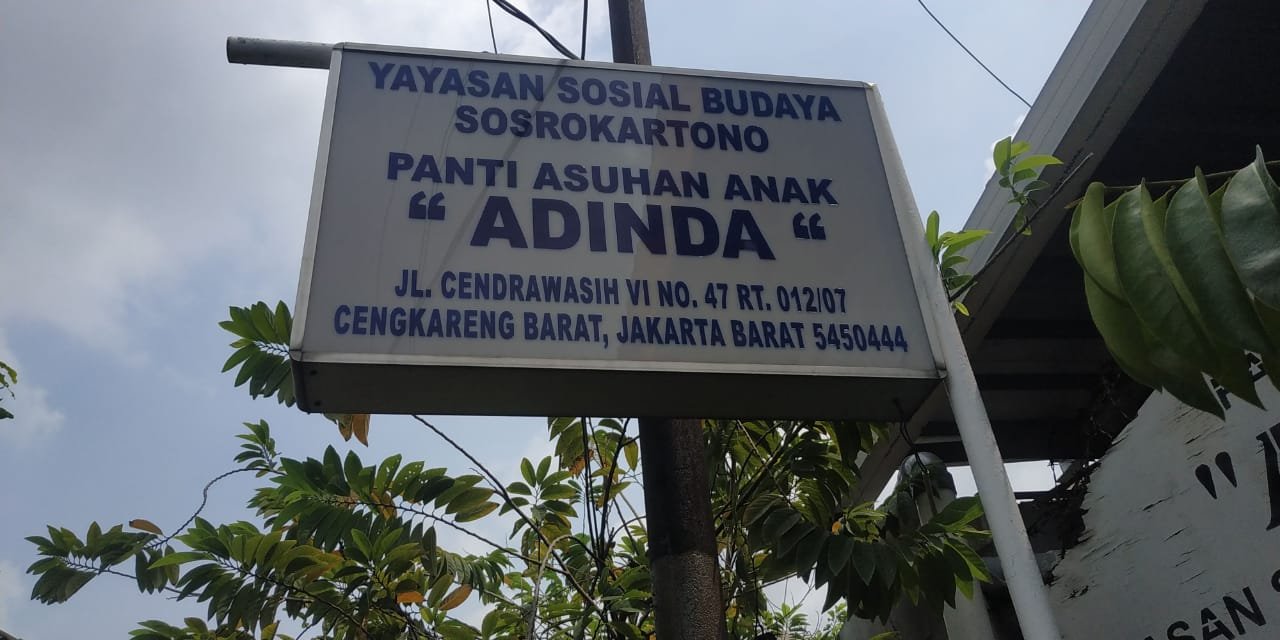 YAYASAN SOSIAL BUDAYA
SOSROKARTONO
PANTI ASUHAN ANAK
“ ADINDA “
JL. CENDRAWASIH VI NO. 47 RT. 012/07
CENGKARENG BARAT, JAKARTA BARAT 5450444